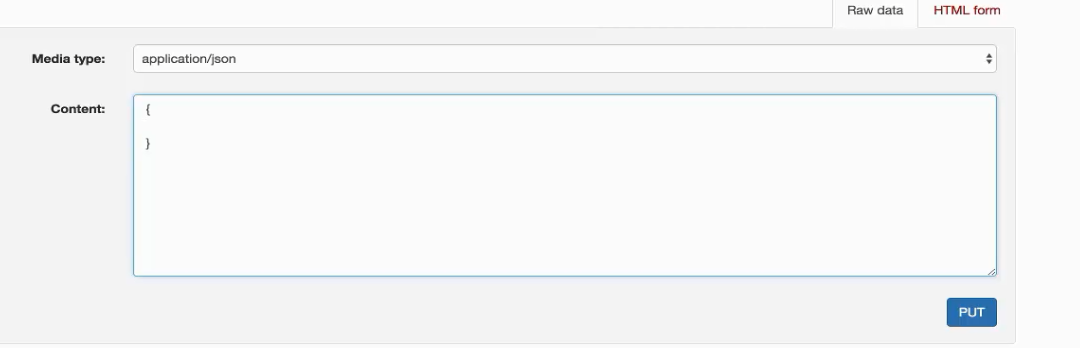 Raw data HTML form
Media type: application/json
Content: {
}
PUT